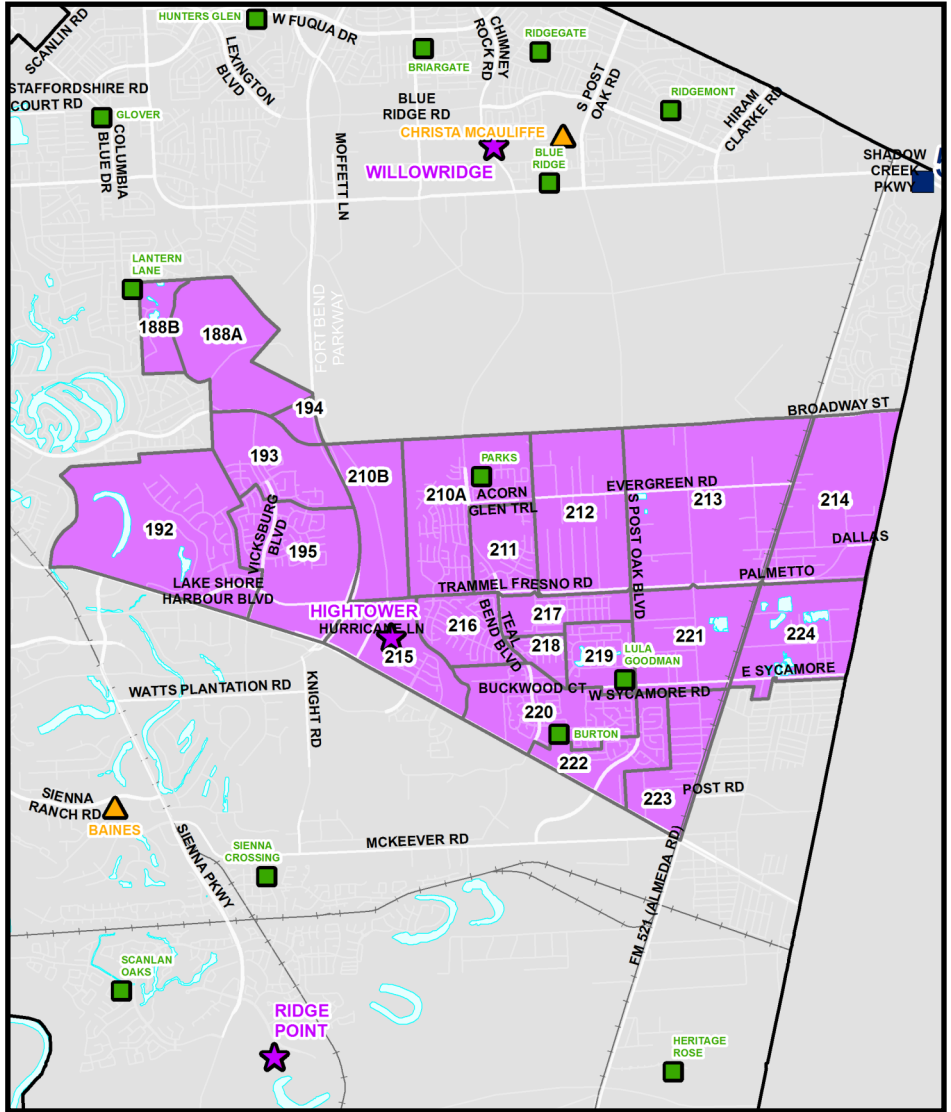 HUNTERS GLEN
W FUQUA DR
CHIMNEY
ROCK RD
RIDGEGATE
SCANLIN RD
LEXINGTON
BLVD
BRIARGATE
S POST
OAK RD
STAFFORDSHIRE RD
COURT RD
GLOVER
BLUE
RIDGE RD
RIDGEMONT
HIRAM
CLARKE RD
COLUMBIA
BLUE DR
MOFFETT LN
CHRISTA MCAULIFFE
WILLOWRIDGE
BLUE
RIDGE
SHADOW
CREEK
PKWY
LANTERN
LANE
188B
188A
FORT BEND
PARKWAY
194
BROADWAY ST
193
210B
PARKS
210A
ACORN
GLEN TRL
EVERGREEN RD
212
213
214
192
VICKSBURG
BLVD
195
211
S POST OAK BLVD
DALLAS
LAKE SHORE
HARBOUR BLVD
TRAMMEL FRESNO RD
PALMETTO
HIGHTOWER
HURRICANE LN
216
TEAL
BEND BLVD
217
218
219
221
224
215
LULA
GOODMAN
E SYCAMORE
WATTS PLANTATION RD
KNIGHT RD
BUCKWOOD CT
W SYCAMORE RD
220
BURTON
222
223
POST RD
SIENNA
RANCH RD
BAINES
SIENNA PKWY
SIENNA
CROSSING
MCKEEVER RD
FM 521 (ALMEDA RD)
SCANLAN
OAKS
RIDGE
POINT
HERITAGE
ROSE